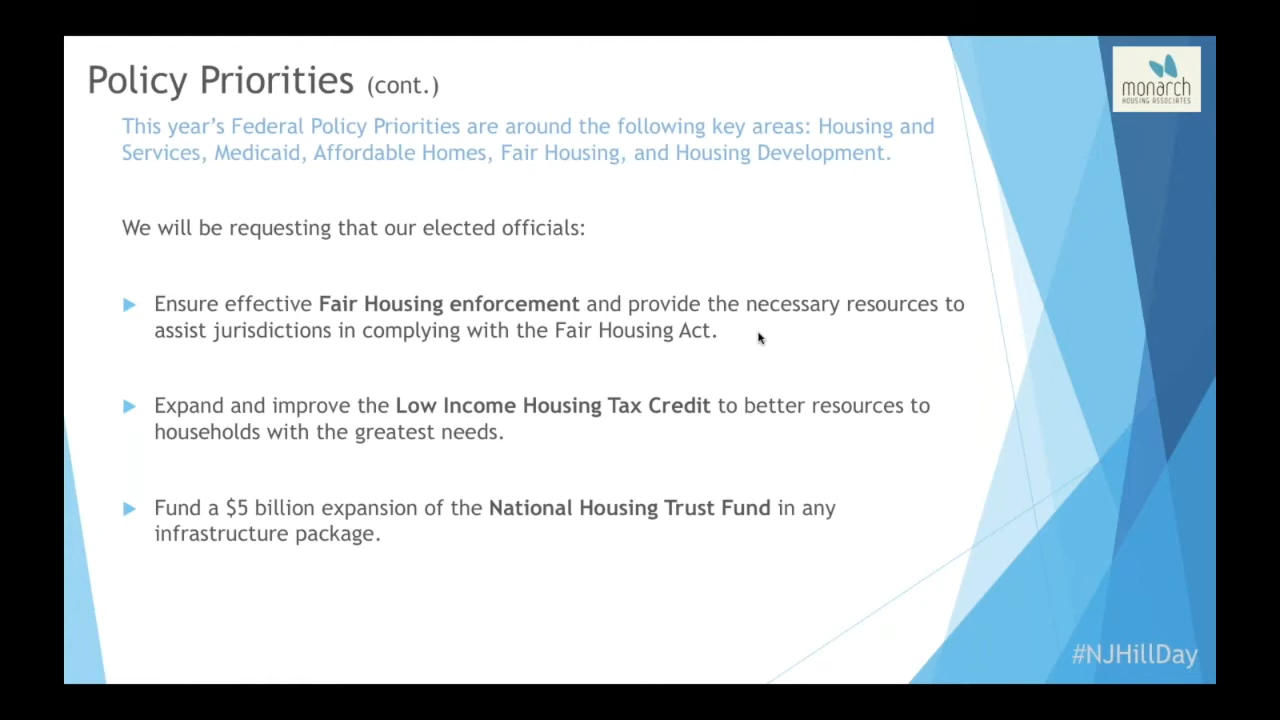 Policy Priorities (cont.)
monarch
HOUSING ASSOCIATES
This year's Federal Policy Priorities are around the following key areas: Housing and
Services, Medicaid, Affordable Homes, Fair Housing, and Housing Development.
We will be requesting that our elected officials:
Ensure effective Fair Housing enforcement and provide the necessary resources to
assist jurisdictions in complying with the Fair Housing Act.
Expand and improve the Low Income Housing Tax Credit to better resources to
households with the greatest needs.
Fund a $5 billion expansion of the National Housing Trust Fund in any
infrastructure package.
#NJHillDay